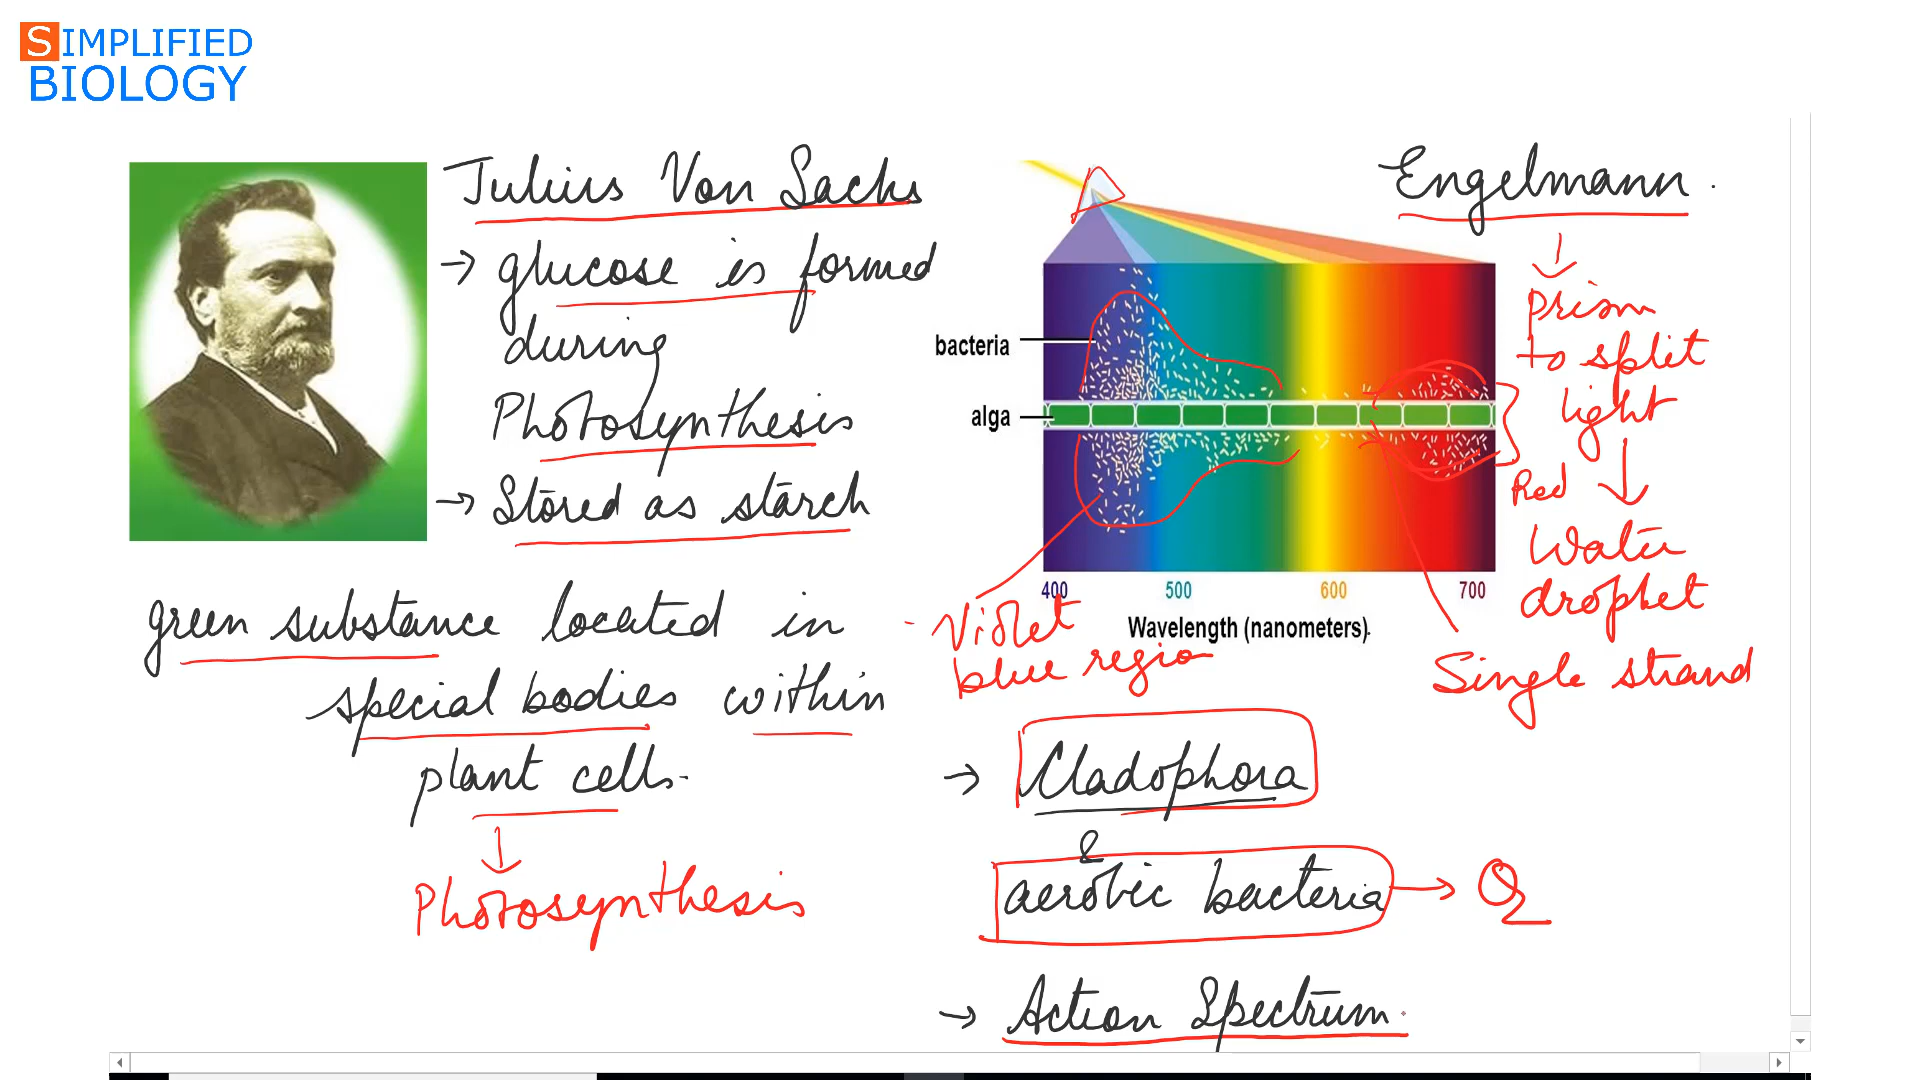 SIMPLIFIED
BIOLOGY
Julius Von Sachs
→ glucose is formed
during
Photosynthesis
→ Stored as starch
green substance located in
special bodies within
plant cells.
Photosynthesis
bacteria
alga
400 500 600 700
Wavelength (nanometers)
Engelmann
Prism
to split
light
Red
Water
droplet
Single strand
Violet
blue regio
→ Cladophora
&
aerobic bacteria → O2
→ Action Spectrum